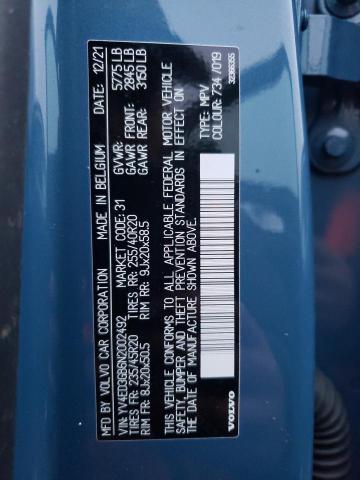 MFD BY VOLVO CAR CORPORATION MADE IN BELGIUM DATE: 12/21
GVWR: 5775 LB
GAWR FRONT: 2845 LB
GAWR REAR: 3150 LB
VIN: YV4ED3GB6N2002492 MARKET CODE: 31
TIRES FR: 235/45R20 TIRES RR: 255/40R20
RIM FR: 8Jx20x50.5 RIM RR: 9Jx20x58.5
THIS VEHICLE CONFORMS TO ALL APPLICABLE FEDERAL MOTOR VEHICLE
SAFETY, BUMPER AND THEFT PREVENTION STANDARDS IN EFFECT ON
THE DATE OF MANUFACTURE SHOWN ABOVE.
TYPE: MPV
COLOUR: 734 /019
VOLVO